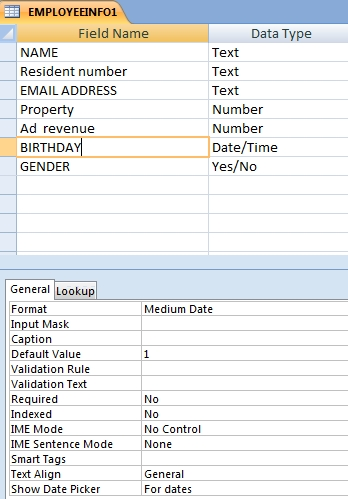 EMPLOYEEINFO1
Field Name Data Type
NAME Text
Resident number Text
EMAIL ADDRESS Text
Property Number
Ad revenue Number
BIRTHDAY Date/Time
GENDER Yes/No
General Lookup
Format Medium Date
Input Mask
Caption
Default Value 1
Validation Rule
Validation Text
Required No
Indexed No
IME Mode No Control
IME Sentence Mode None
Smart Tags
Text Align General
Show Date Picker For dates